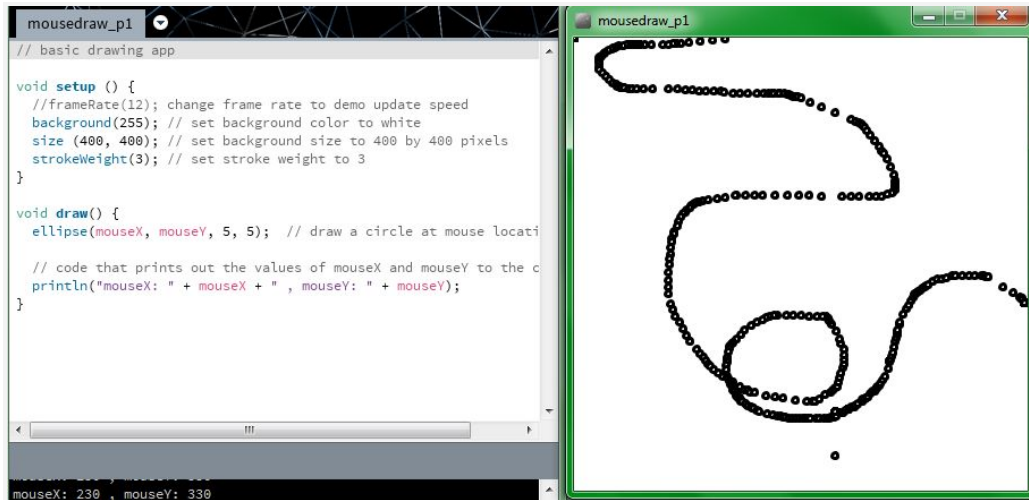 mousedraw_p1
// basic drawing app
void setup () {
//frameRate(12); change frame rate to demo update speed
background(255); // set background color to white
size (400, 400); // set background size to 400 by 400 pixels
strokeWeight(3); // set stroke weight to 3
}
void draw() {
ellipse(mouseX, mouseY, 5, 5);  // draw a circle at mouse locati
// code that prints out the values of mouseX and mouseY to the c
println("mouseX: " + mouseX + " , mouseY: " + mouseY);
}
mouseX: 230 , mouseY: 330
mousedraw_p1